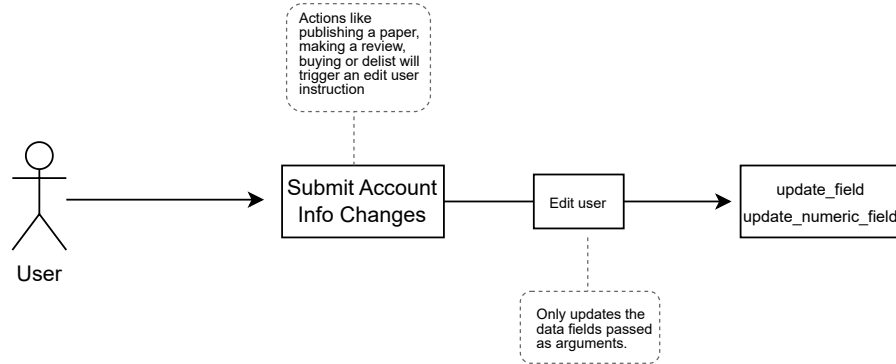 Actions like
publishing a paper,
making a review,
buying or delist will
trigger an edit user
instruction
Submit Account
Info Changes
Edit user
update_field
update_numeric_field
User
Only updates the
data fields passed
as arguments.